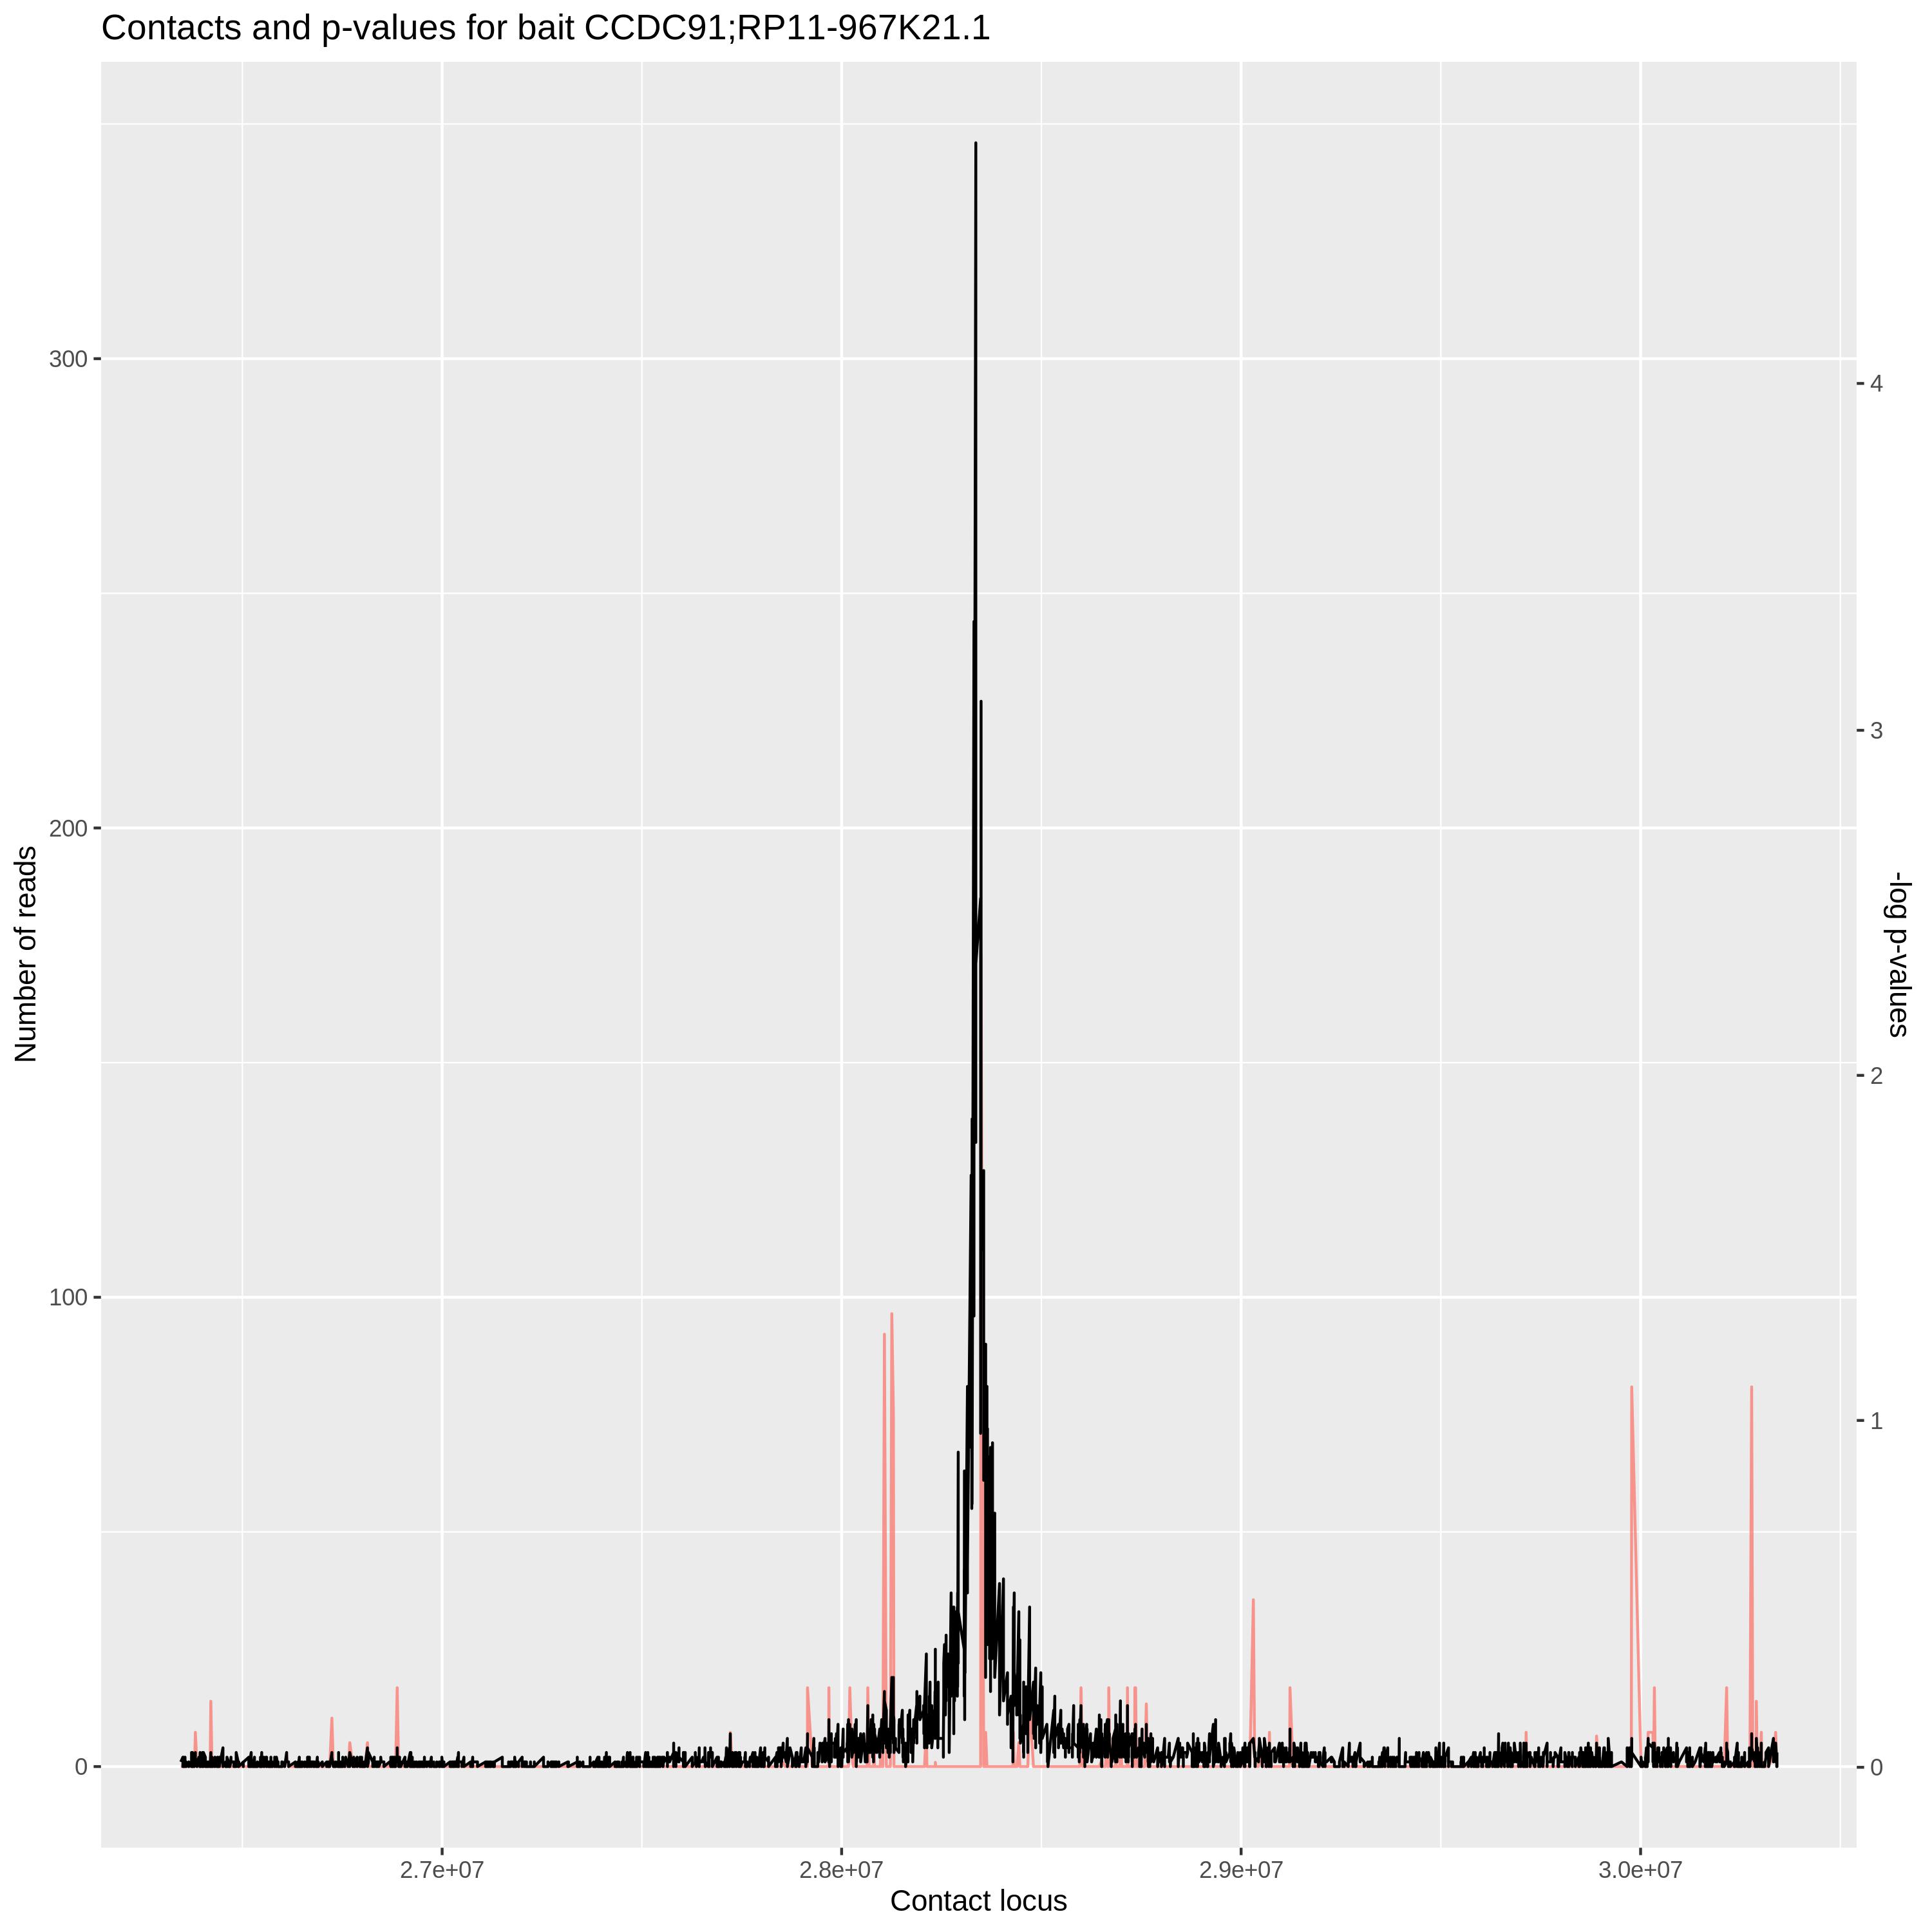 Contacts and p-values for bait CCDC91;RP11-967K21.1
Number of reads
300
200
100
0
-log p-values
4
3
2
1
0
2.7e+07
2.8e+07
2.9e+07
3.0e+07
Contact locus